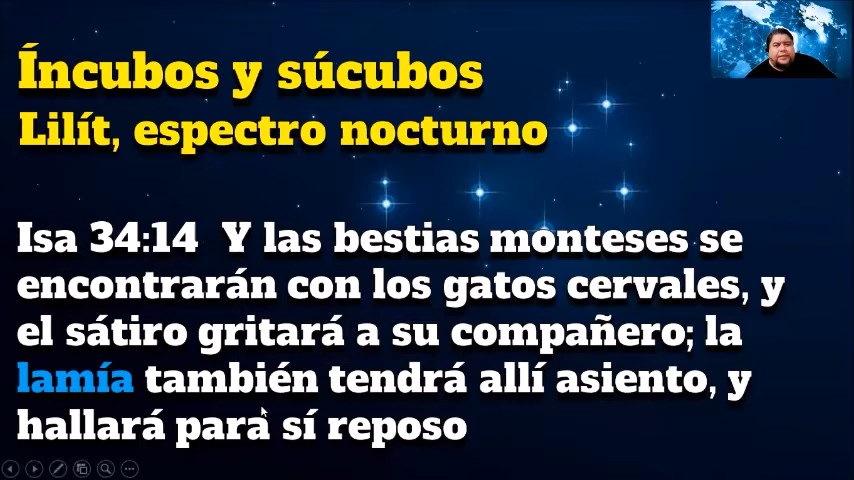 Íncubos y súcubos
Lilít, espectro nocturno
Isa 34:14 Y las bestias monteses se
encontrarán con los gatos cervales, y
el sátiro gritará a su compañero; la
lamía también tendrá allí asiento, y
hallará para sí reposo